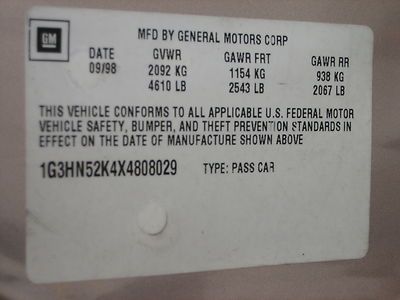 GM
MFD BY GENERAL MOTORS CORP
DATE GVWR GAWR FRT GAWR RR
09/98 2092 KG 1154 KG 938 KG
4610 LB 2543 LB 2067 LB
THIS VEHICLE CONFORMS TO ALL APPLICABLE U.S. FEDERAL MOTOR
VEHICLE SAFETY, BUMPER, AND THEFT PREVENTION STANDARDS IN
EFFECT ON THE DATE OF MANUFACTURE SHOWN ABOVE
1G3HN52K4X4808029 TYPE: PASS CAR